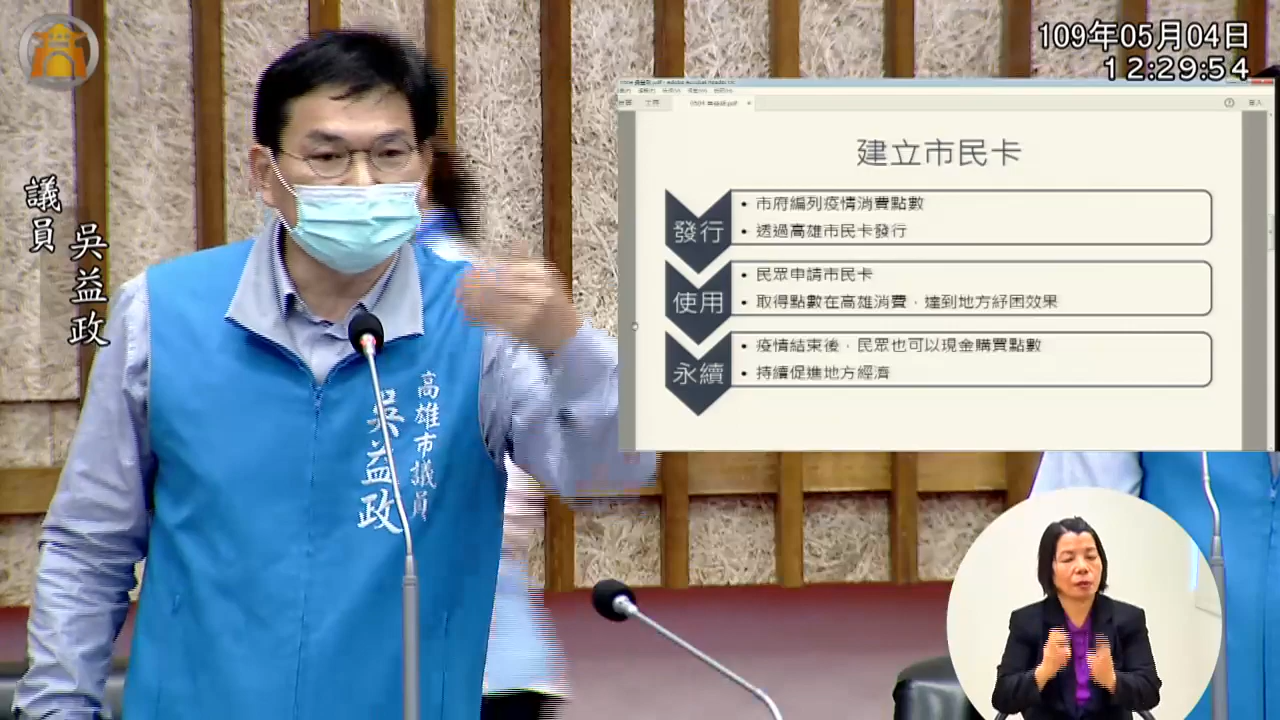 109年05月04日
12:29:54
議員
吳益政
高雄市議員
吳益政
建立市民卡
發行
• 市府編列疫情消費點數
• 透過高雄市民卡發行
使用
• 民眾申請市民卡
• 取得點數在高雄消費，達到地方紓困效果
永續
• 疫情結束後，民眾也可以現金購買點數
• 持續促進地方經濟